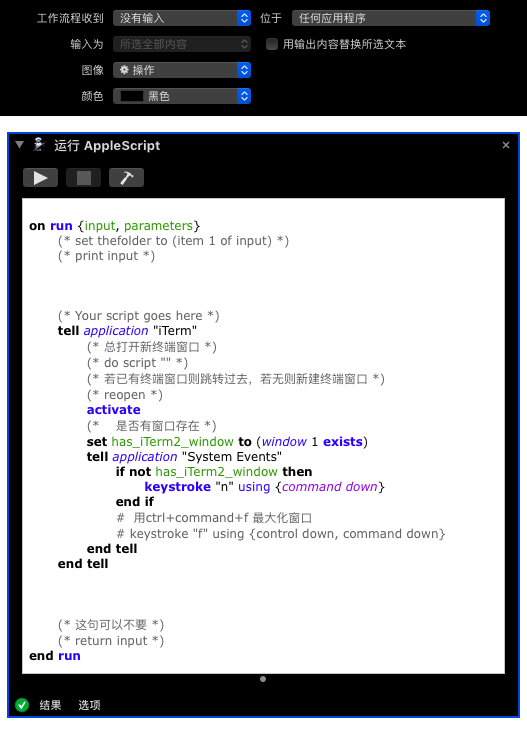 工作流程收到 没有输入 位于 任何应用程序
输入为 所选全部内容 用输出内容替换所选文本
图像 操作
颜色 黑色
运行 AppleScript
on run {input, parameters}
(* set thefolder to (item 1 of input) *)
(* print input *)
(* Your script goes here *)
tell application "iTerm"
(* 总打开新终端窗口 *)
(* do script "" *)
(* 若已有终端窗口则跳转过去，若无则新建终端窗口 *)
(* reopen *)
activate
(* 是否有窗口存在 *)
set has_iTerm2_window to (window 1 exists)
tell application "System Events"
if not has_iTerm2_window then
keystroke "n" using {command down}
end if
# 用ctrl+command+f 最大化窗口
# keystroke "f" using {control down, command down}
end tell
end tell
(* 这句可以不要 *)
(* return input *)
end run
结果 选项